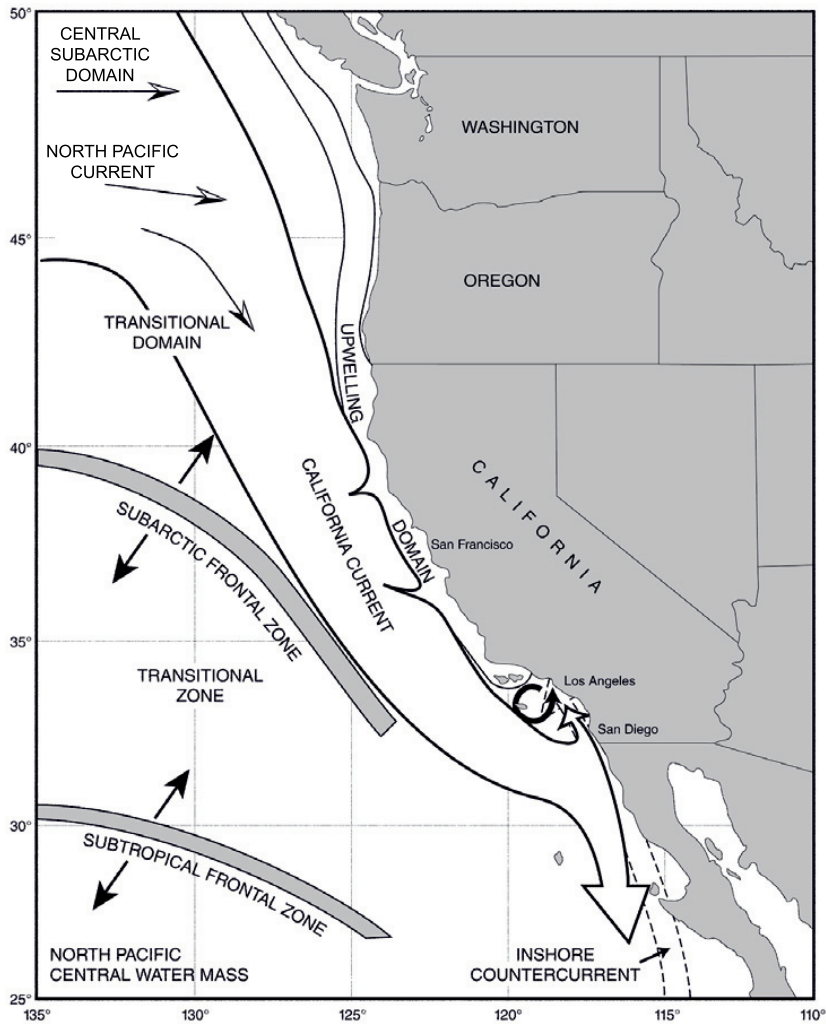 50°
CENTRAL
SUBARCTIC
DOMAIN
WASHINGTON
NORTH PACIFIC
CURRENT
45°
OREGON
TRANSITIONAL
DOMAIN
UPWELLING
40°
CALIFORNIA
CALIFORNIA CURRENT
SUBARCTIC FRONTAL ZONE
DOMAIN
San Francisco
35°
TRANSITIONAL
ZONE
Los Angeles
San Diego
30°
SUBTROPICAL FRONTAL ZONE
NORTH PACIFIC
CENTRAL WATER MASS
INSHORE
COUNTERCURRENT
25°
135°
130°
125°
120°
115°
110°